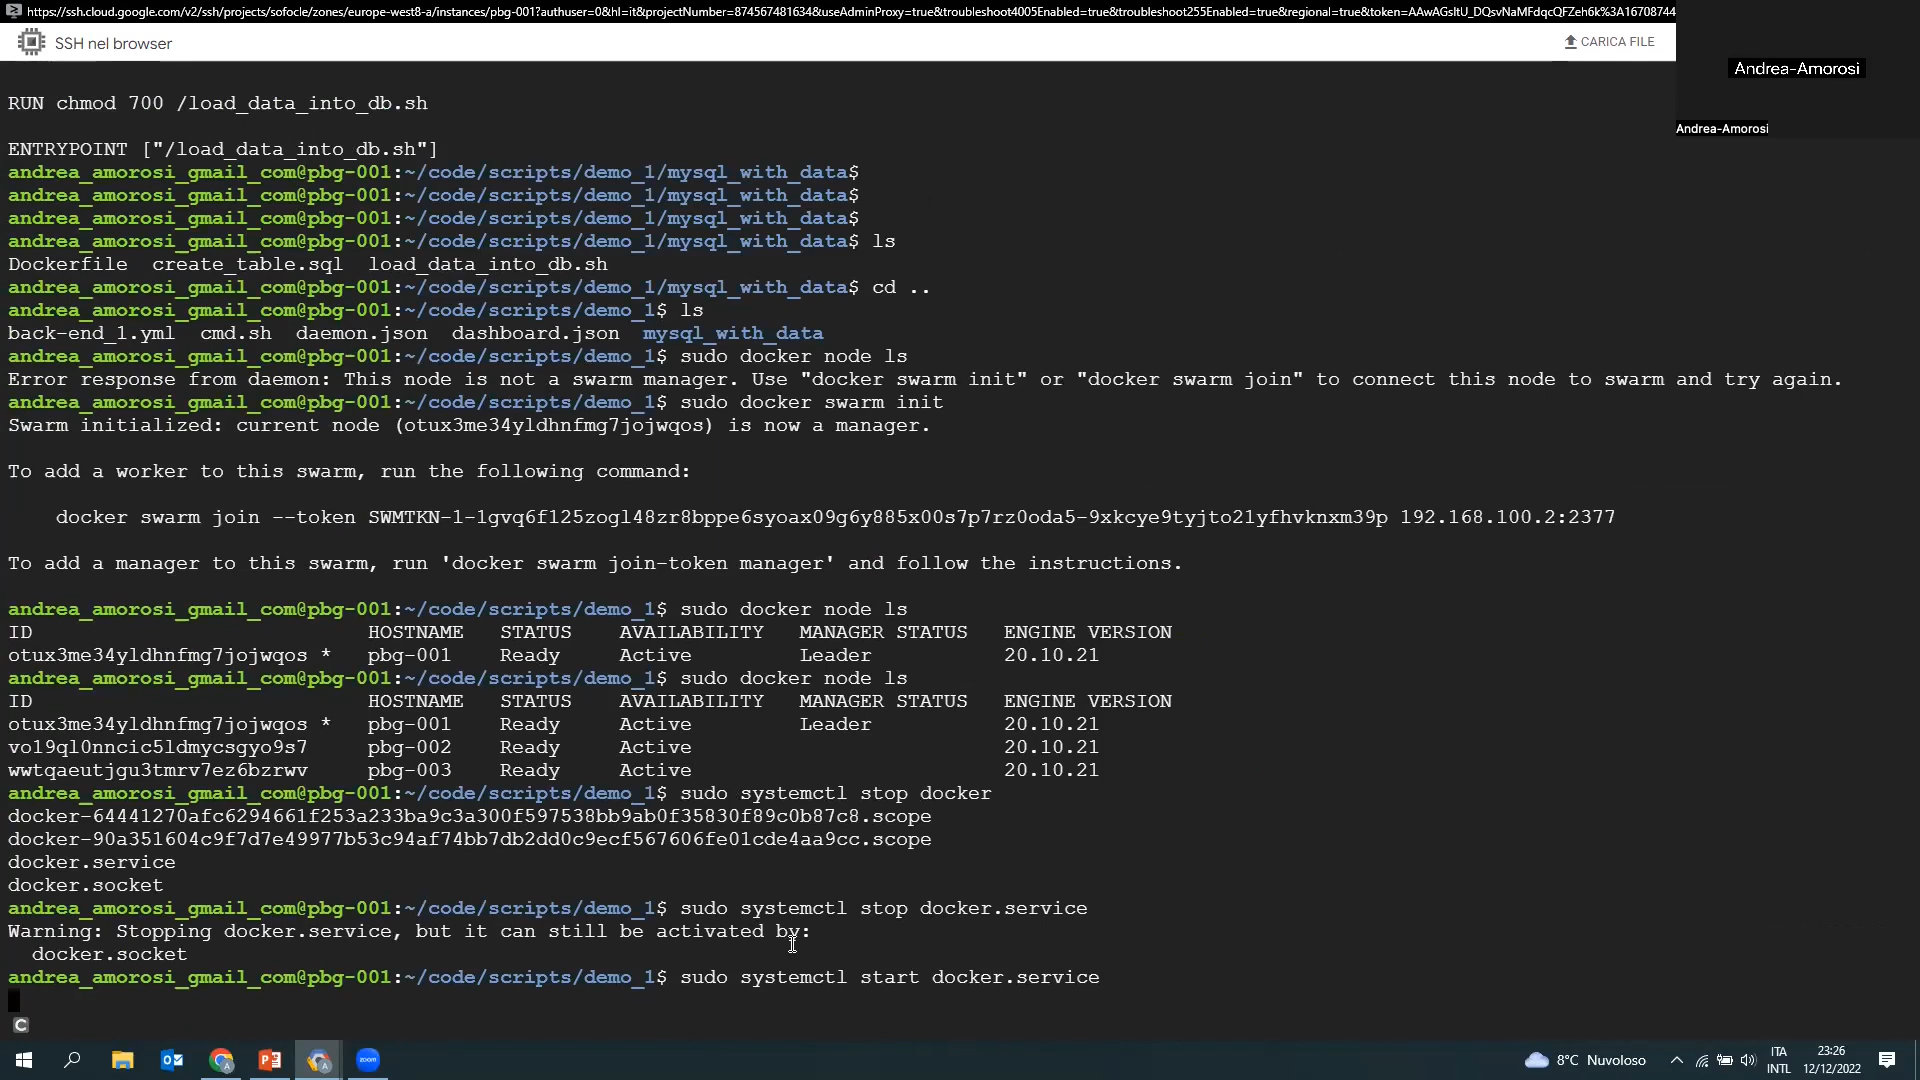 https://ssh.cloud.google.com/v2/ssh/projects/sofocle/zones/europe-west8-a/instances/pbg-001?authuser=0&hl=it&projectNumber=874567481634&useAdminProxy=true&troubleshoot4005Enabled=true&troubleshoot255Enabled=true&regional=true&token=AAwAGsItU_DQsvNaMFdqcQFZeh6k%3A16708744
SSH nel browser
CARICA FILE
Andrea-Amorosi
Andrea-Amorosi
RUN chmod 700 /load_data_into_db.sh
ENTRYPOINT ["/load_data_into_db.sh"]
andrea_amorosi_gmail_com@pbg-001:~/code/scripts/demo_1/mysql_with_data$
andrea_amorosi_gmail_com@pbg-001:~/code/scripts/demo_1/mysql_with_data$
andrea_amorosi_gmail_com@pbg-001:~/code/scripts/demo_1/mysql_with_data$
andrea_amorosi_gmail_com@pbg-001:~/code/scripts/demo_1/mysql_with_data$ ls
Dockerfile  create_table.sql  load_data_into_db.sh
andrea_amorosi_gmail_com@pbg-001:~/code/scripts/demo_1/mysql_with_data$ cd ..
andrea_amorosi_gmail_com@pbg-001:~/code/scripts/demo_1$ ls
back-end_1.yml  cmd.sh  daemon.json  dashboard.json  mysql_with_data
andrea_amorosi_gmail_com@pbg-001:~/code/scripts/demo_1$ sudo docker node ls
Error response from daemon: This node is not a swarm manager. Use "docker swarm init" or "docker swarm join" to connect this node to swarm and try again.
andrea_amorosi_gmail_com@pbg-001:~/code/scripts/demo_1$ sudo docker swarm init
Swarm initialized: current node (otux3me34yldhnfmg7jojwqos) is now a manager.
To add a worker to this swarm, run the following command:
docker swarm join --token SWMTKN-1-1gvq6f125zogl48zr8bppe6syoax09g6y885x00s7p7rz0oda5-9xkcye9tyjto21yfhvknxm39p 192.168.100.2:2377
To add a manager to this swarm, run 'docker swarm join-token manager' and follow the instructions.
andrea_amorosi_gmail_com@pbg-001:~/code/scripts/demo_1$ sudo docker node ls
ID HOSTNAME STATUS AVAILABILITY MANAGER STATUS ENGINE VERSION
otux3me34yldhnfmg7jojwqos * pbg-001 Ready Active Leader 20.10.21
andrea_amorosi_gmail_com@pbg-001:~/code/scripts/demo_1$ sudo docker node ls
ID HOSTNAME STATUS AVAILABILITY MANAGER STATUS ENGINE VERSION
otux3me34yldhnfmg7jojwqos * pbg-001 Ready Active Leader 20.10.21
vo19ql0nncic5ldmycsgyo9s7 pbg-002 Ready Active 20.10.21
wwtqaeutjgu3tmrv7ez6bzrwv pbg-003 Ready Active 20.10.21
andrea_amorosi_gmail_com@pbg-001:~/code/scripts/demo_1$ sudo systemctl stop docker
docker-64441270afc6294661f253a233ba9c3a300f597538bb9ab0f35830f89c0b87c8.scope
docker-90a351604c9f7d7e49977b53c94af74bb7db2dd0c9ecf567606fe01cde4aa9cc.scope
docker.service
docker.socket
andrea_amorosi_gmail_com@pbg-001:~/code/scripts/demo_1$ sudo systemctl stop docker.service
Warning: Stopping docker.service, but it can still be activated by:
docker.socket
andrea_amorosi_gmail_com@pbg-001:~/code/scripts/demo_1$ sudo systemctl start docker.service
C
zoom
8°C Nuvoloso
ITA
INTL
23:26
12/12/2022